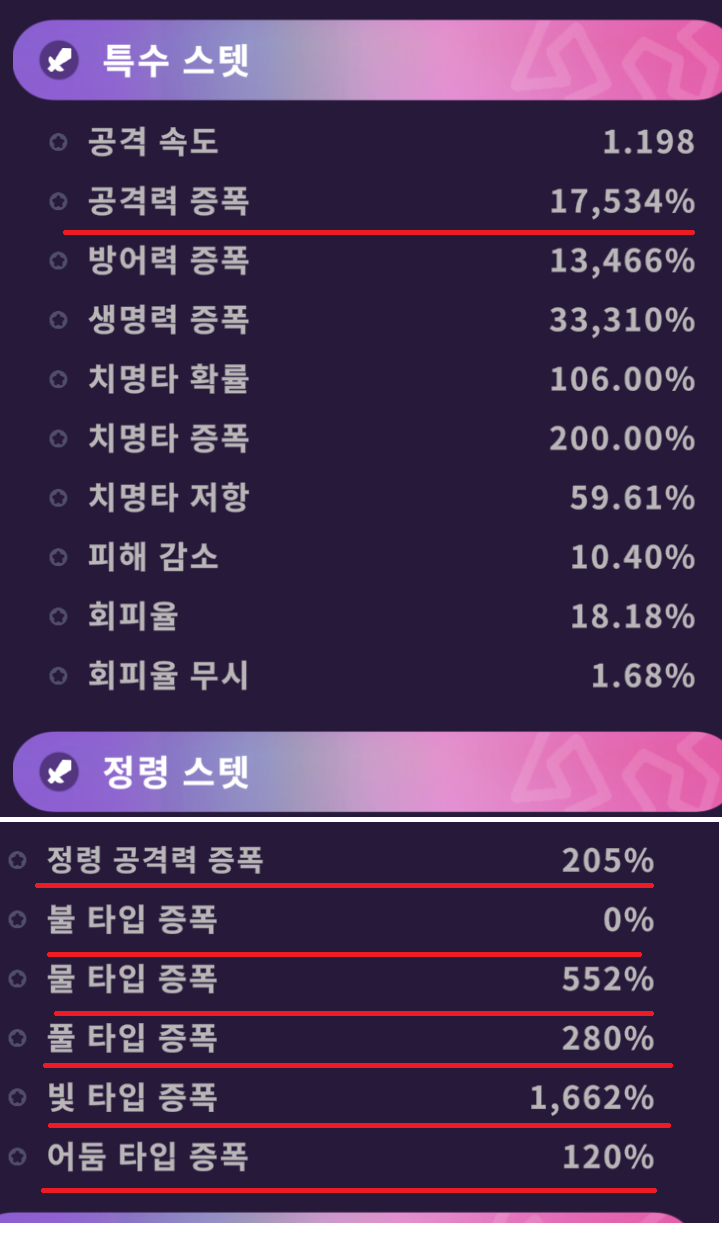 특수 스텟
공격 속도 1.198
공격력 증폭 17,534%
방어력 증폭 13,466%
생명력 증폭 33,310%
치명타 확률 106.00%
치명타 증폭 200.00%
치명타 저항 59.61%
피해 감소 10.40%
회피율 18.18%
회피율 무시 1.68%
정령 스텟
정령 공격력 증폭 205%
불 타입 증폭 0%
물 타입 증폭 552%
풀 타입 증폭 280%
빛 타입 증폭 1,662%
어둠 타입 증폭 120%